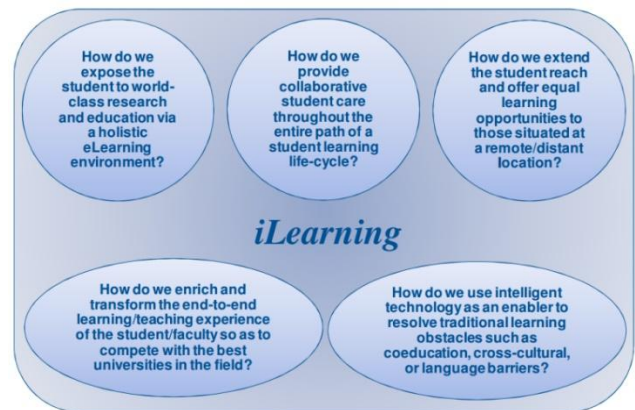 How do we
expose the
student to world-
class research
and education via
a holistic
eLearning
environment?
How do we
provide
collaborative
student care
throughout the
entire path of a
student learning
life-cycle?
How do we extend
the student reach
and offer equal
learning
opportunities to
those situated at
a remote/distant
location?
iLearning
How do we enrich and
transform the end-to-end
learning/teaching experience
of the student/faculty so as to
compete with the best
universities in the field?
How do we use intelligent
technology as an enabler to
resolve traditional learning
obstacles such as
coeducation, cross-cultural,
or language barriers?